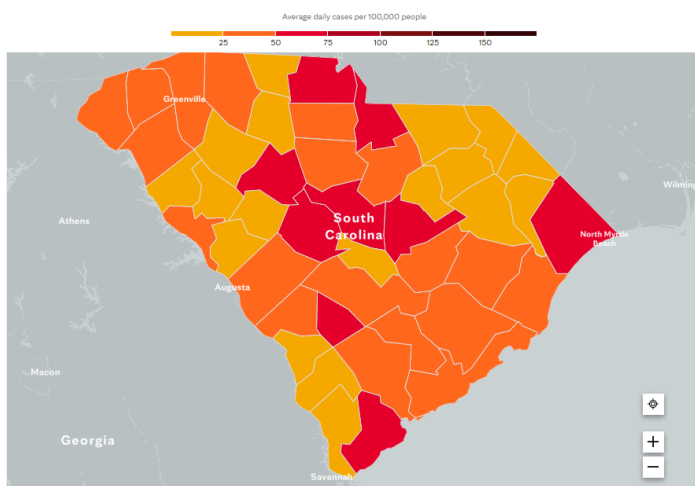 Average daily cases per 100,000 people
25 50 75 100 125 150
Greenville
Wilming
South
Carolina
Athens
North Myrtle
Beach
Augusta
Macon
Georgia
+
−
Savannah